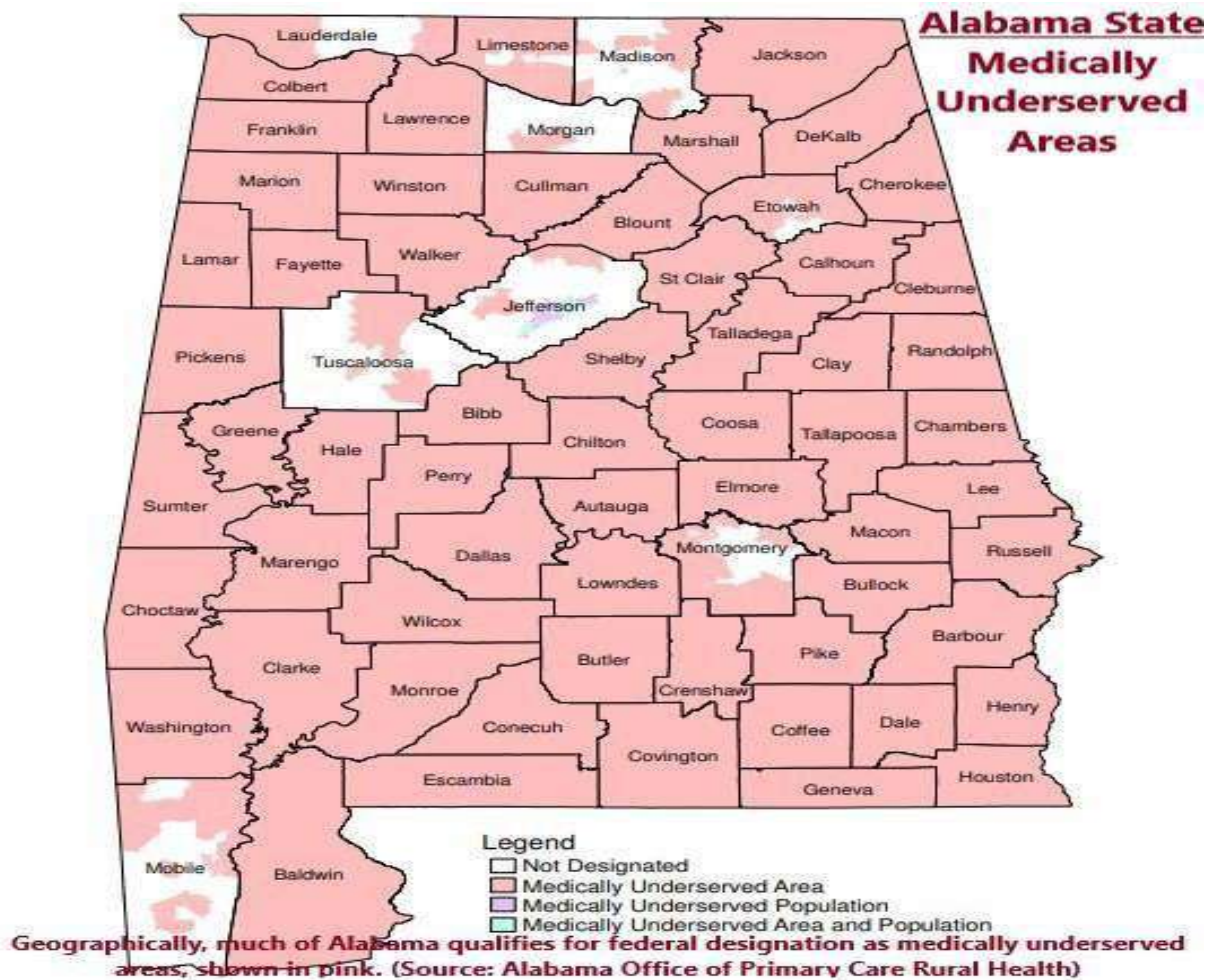 Alabama State
Medically
Underserved
Areas
Lauderdale
Limestone
Madison
Jackson
Colbert
Lawrence
Franklin
Morgan
Marshall
DeKalb
Marion
Winston
Cullman
Cherokee
Etowah
Blount
Lamar
Fayette
Walker
St Clair
Calhoun
Cleburne
Jefferson
Talladega
Pickens
Tuscaloosa
Shelby
Clay
Randolph
Bibb
Greene
Hale
Chilton
Coosa
Tallapoosa
Chambers
Perry
Elmore
Lee
Sumter
Autauga
Macon
Montgomery
Russell
Marengo
Dallas
Lowndes
Bullock
Choctaw
Wilcox
Barbour
Clarke
Butler
Pike
Monroe
Crenshaw
Washington
Conecuh
Coffee
Dale
Henry
Covington
Escambia
Geneva
Houston
Mobile
Baldwin
Legend
Not Designated
Medically Underserved Area
Medically Underserved Population
Medically Underserved Area and Population
Geographically, much of Alabama qualifies for federal designation as medically underserved
areas, shown in pink. (Source: Alabama Office of Primary Care Rural Health)